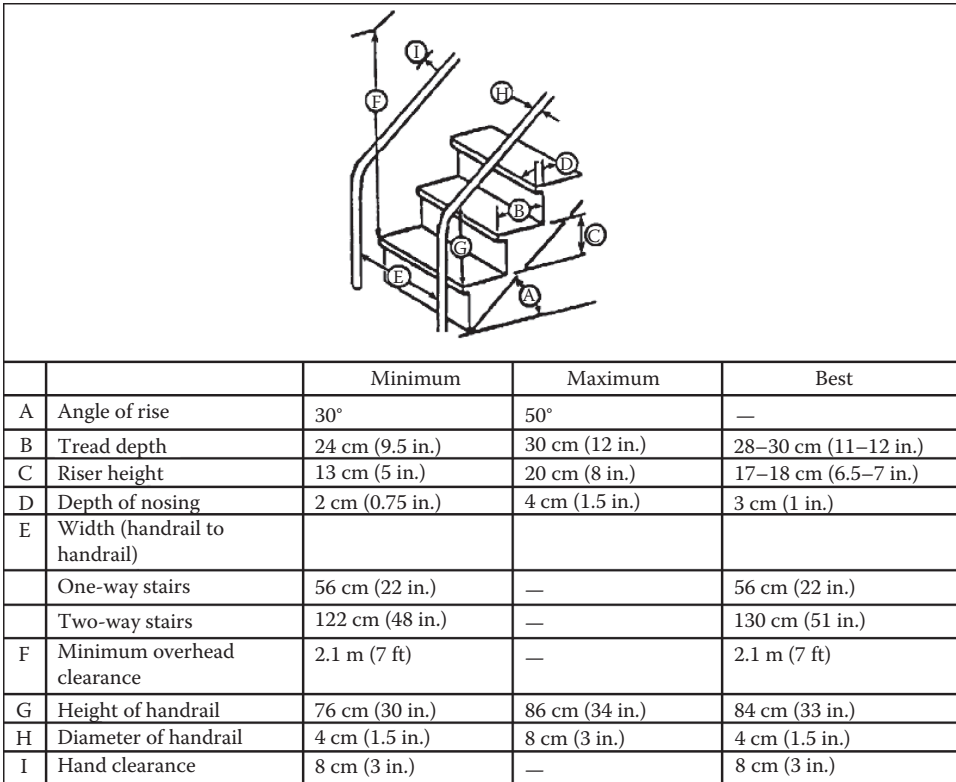 I
F
H
D
B
C
G
E
A
Minimum Maximum Best
A Angle of rise 30° 50° —
B Tread depth 24 cm (9.5 in.) 30 cm (12 in.) 28–30 cm (11–12 in.)
C Riser height 13 cm (5 in.) 20 cm (8 in.) 17–18 cm (6.5–7 in.)
D Depth of nosing 2 cm (0.75 in.) 4 cm (1.5 in.) 3 cm (1 in.)
E Width (handrail to
handrail)
One-way stairs 56 cm (22 in.) — 56 cm (22 in.)
Two-way stairs 122 cm (48 in.) — 130 cm (51 in.)
F Minimum overhead 2.1 m (7 ft) — 2.1 m (7 ft)
clearance
G Height of handrail 76 cm (30 in.) 86 cm (34 in.) 84 cm (33 in.)
H Diameter of handrail 4 cm (1.5 in.) 8 cm (3 in.) 4 cm (1.5 in.)
I Hand clearance 8 cm (3 in.) — 8 cm (3 in.)